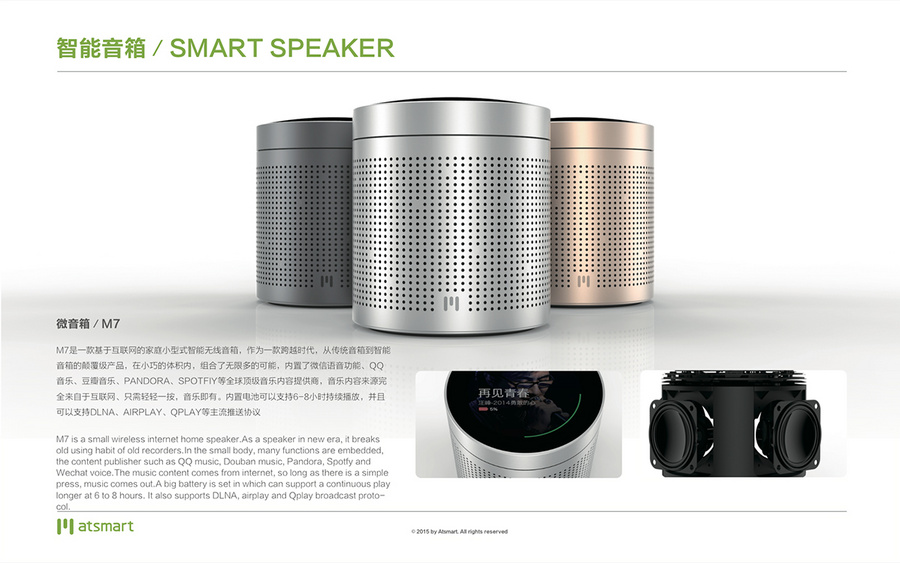 智能音箱 / SMART SPEAKER
微音箱 / M7
M7是一款基于互联网的家庭小型式智能无线音箱，作为一款跨越时代，从传统音箱到智能
音箱的颠覆级产品，在小巧的体积内，组合了无限多的可能，内置了微信语音功能、QQ
音乐、豆瓣音乐、PANDORA、SPOTFIY等全球顶级音乐内容提供商，音乐内容来源完
全来自于互联网、只需轻轻一按，音乐即有。内置电池可以支持6-8小时持续播放，并且
可以支持DLNA、AIRPLAY、QPLAY等主流推送协议
M7 is a small wireless internet home speaker.As a speaker in new era, it breaks
old using habit of old recorders.In the small body, many functions are embedded,
the content publisher such as QQ music, Douban music, Pandora, Spotfy and
Wechat voice.The music content comes from internet, so long as there is a simple
press, music comes out.A big battery is set in which can support a continuous play
longer at 6 to 8 hours. It also supports DLNA, airplay and Qplay broadcast proto-
col.
再见青春
汪峰-2014勇敢的心
5%
atsmart
© 2015 by Atsmart. All rights reserved